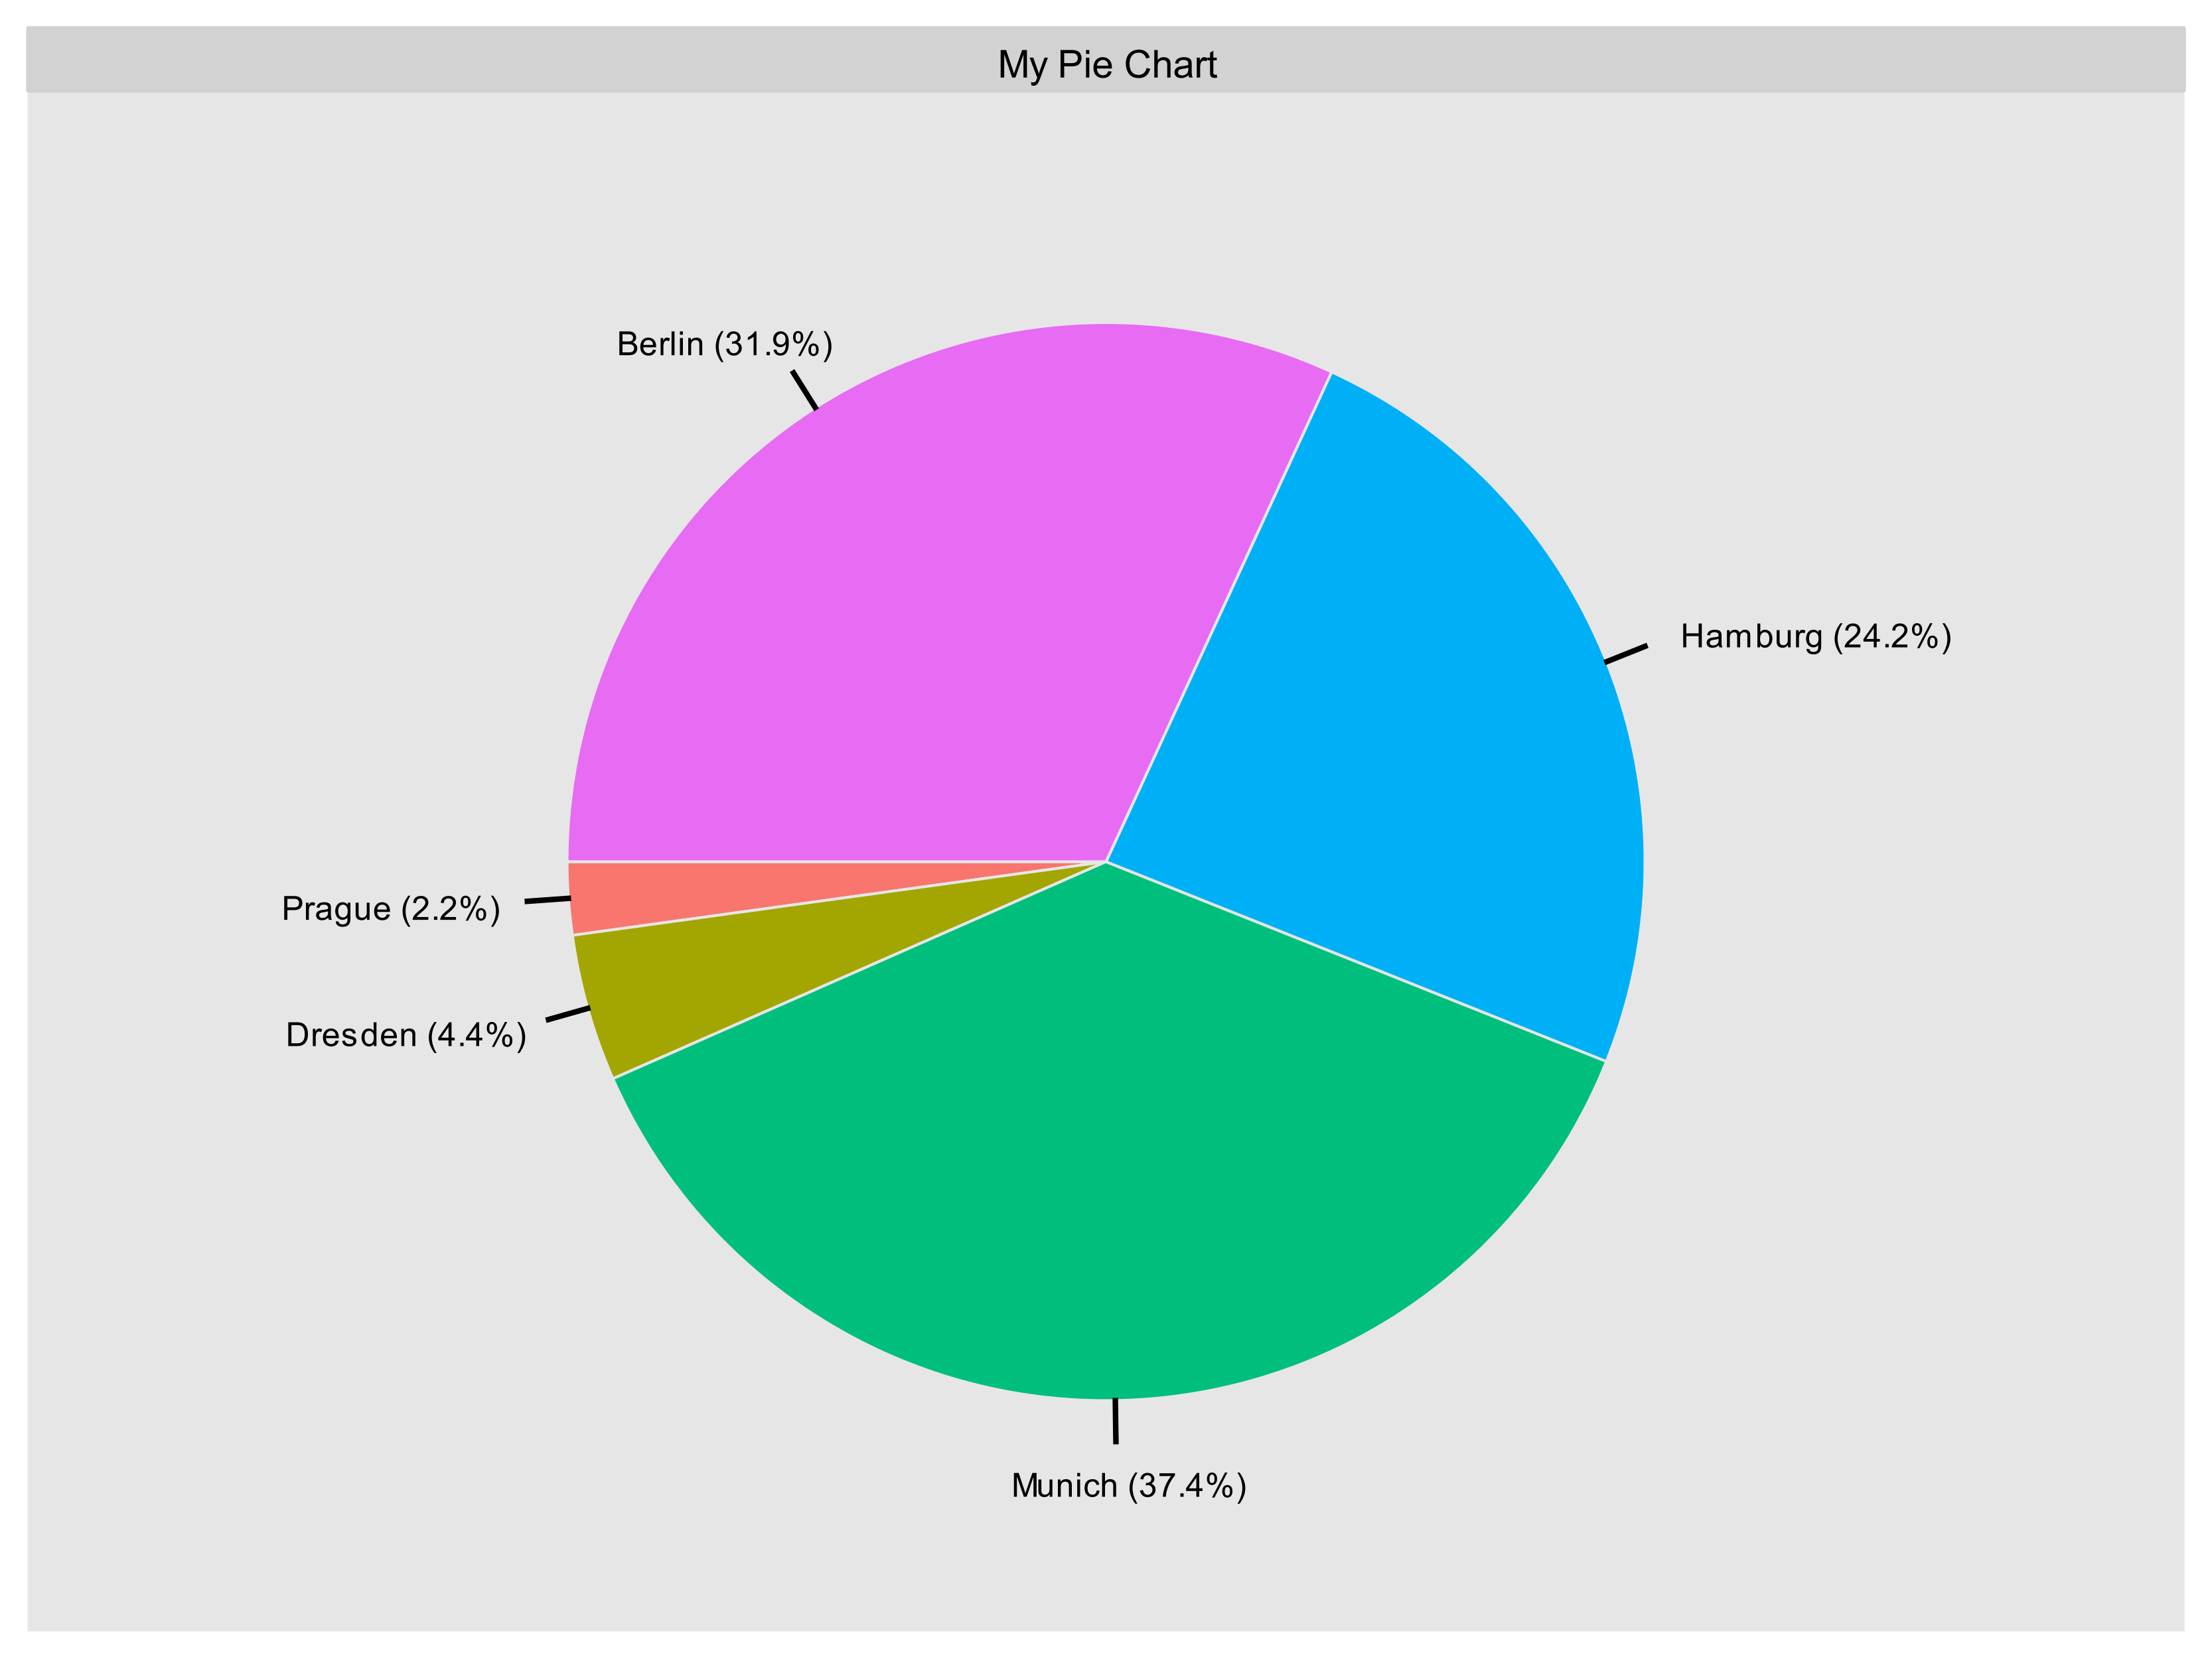 My Pie Chart
Berlin (31.9%)
Hamburg (24.2%)
Prague (2.2%)
Dresden (4.4%)
Munich (37.4%)